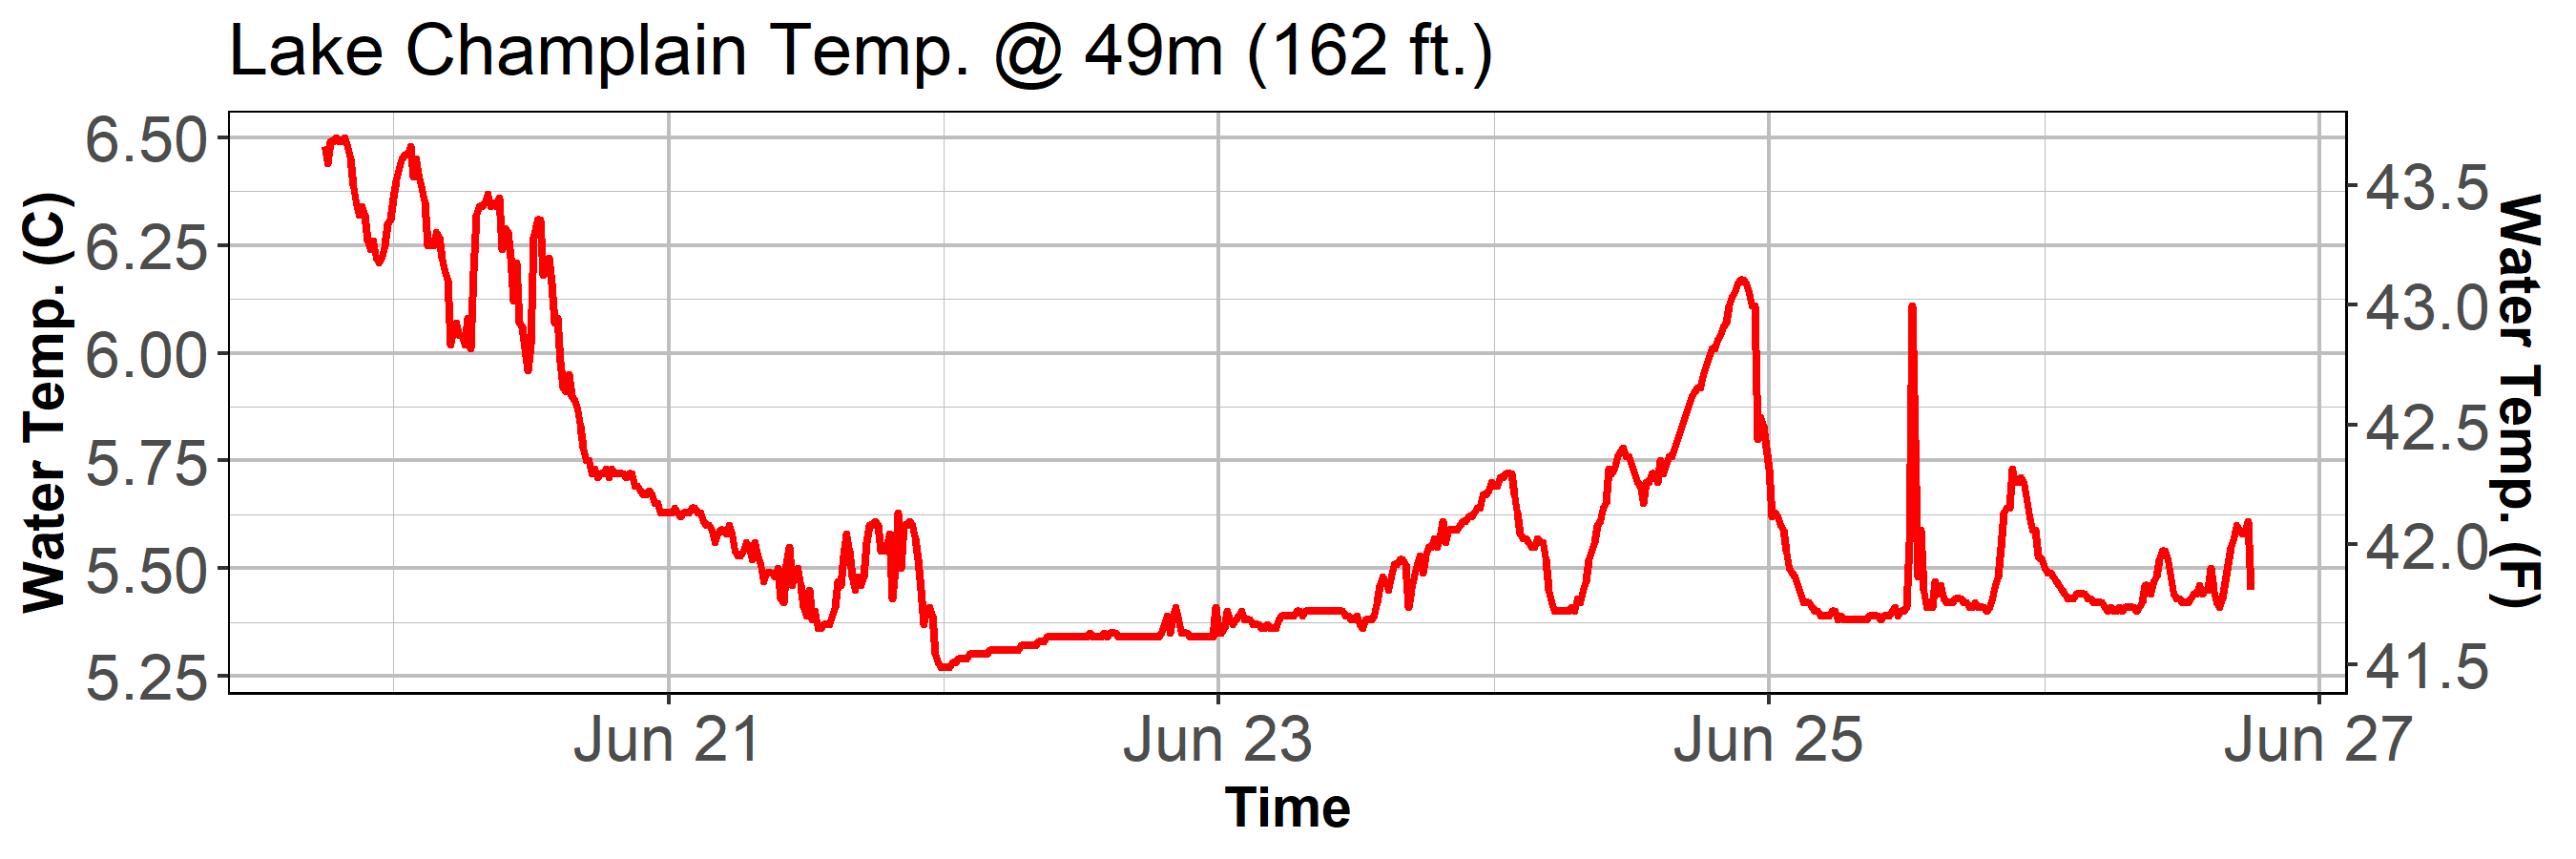 Lake Champlain Temp. @ 49m (162 ft.)
Water Temp. (C)
6.50
6.25
6.00
5.75
5.50
5.25
43.5
43.0
42.5
42.0
41.5
Water Temp. (F)
Jun 21 Jun 23 Jun 25 Jun 27
Time